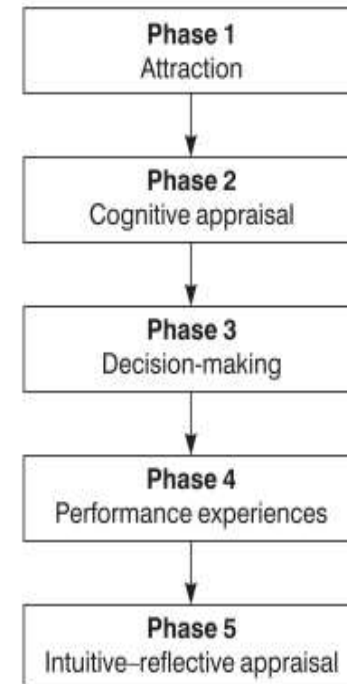 Phase 1
Attraction
Phase 2
Cognitive appraisal
Phase 3
Decision-making
Phase 4
Performance experiences
Phase 5
Intuitive–reflective appraisal